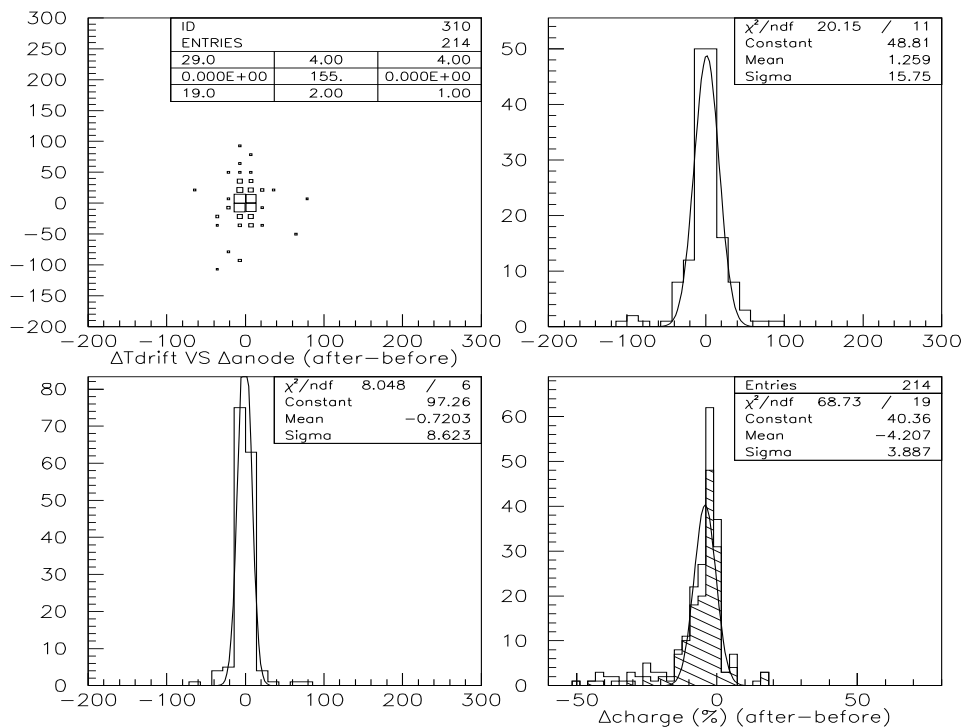 300
250
200
150
100
50
0
−50
−100
−150
−200
−200 −100 0 100 200 300
ID 310
ENTRIES 214
29.0 4.00 4.00
0.000E+00 155. 0.000E+00
19.0 2.00 1.00
ΔTdrift VS Δanode (after−before)
50
40
30
20
10
0
−200 −100 0 100 200 300
χ²/ndf 20.15 / 11
Constant 48.81
Mean 1.259
Sigma 15.75
80
70
60
50
40
30
20
10
0
−200 −100 0 100 200 300
χ²/ndf 8.048 / 6
Constant 97.26
Mean −0.7203
Sigma 8.623
60
50
40
30
20
10
0
−50 0 50
Entries 214
χ²/ndf 68.73 / 19
Constant 40.36
Mean −4.207
Sigma 3.887
Δcharge (%) (after−before)